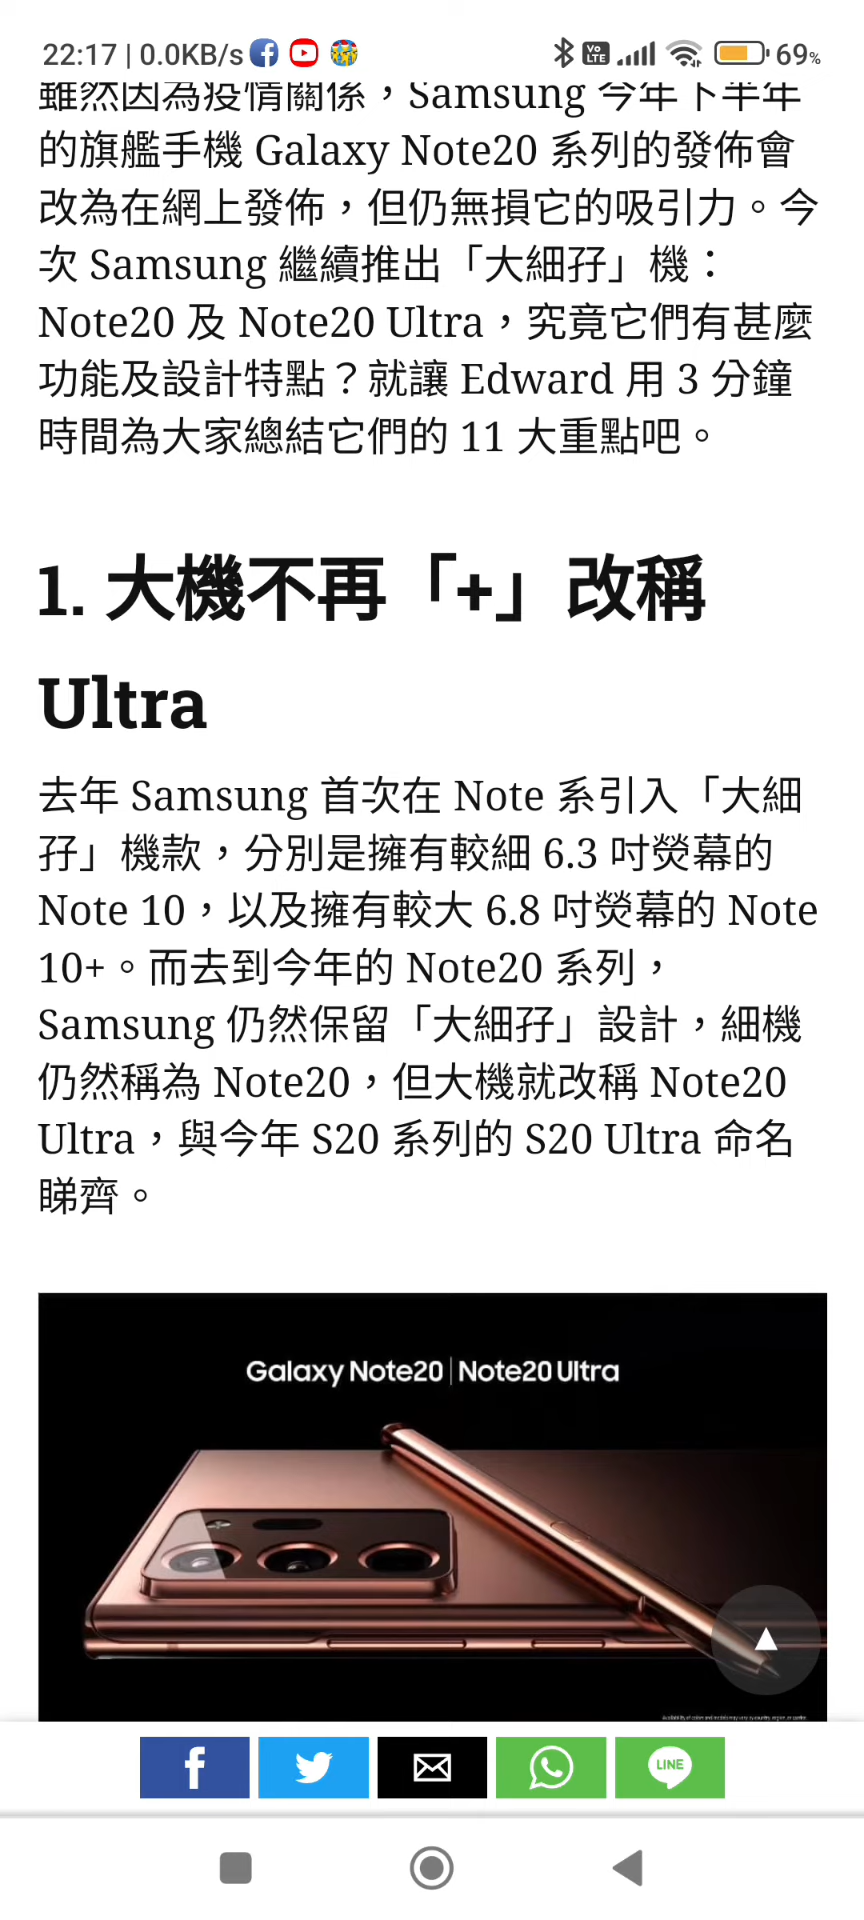 22:17 | 0.0KB/s
Vo LTE
69%
雖然因為疫情關係，Samsung 今年下半年
的旗艦手機 Galaxy Note20 系列的發佈會
改為在網上發佈，但仍無損它的吸引力。今
次 Samsung 繼續推出「大細孖」機：
Note20 及 Note20 Ultra，究竟它們有甚麼
功能及設計特點？就讓 Edward 用 3 分鐘
時間為大家總結它們的 11 大重點吧。
1. 大機不再「+」改稱
Ultra
去年 Samsung 首次在 Note 系引入「大細
孖」機款，分別是擁有較細 6.3 吋熒幕的
Note 10，以及擁有較大 6.8 吋熒幕的 Note
10+。而去到今年的 Note20 系列，
Samsung 仍然保留「大細孖」設計，細機
仍然稱為 Note20，但大機就改稱 Note20
Ultra，與今年 S20 系列的 S20 Ultra 命名
睇齊。
Galaxy Note20 | Note20 Ultra
LINE